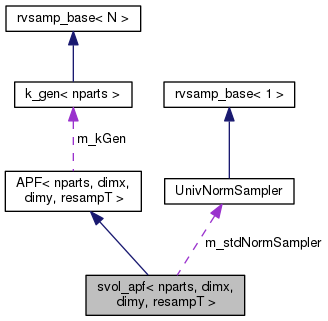 rvsamp_base< N >
k_gen< nparts >
rvsamp_base< 1 >
m_kGen
APF< nparts, dimx,
dimy, resampT >
UnivNormSampler
m_stdNormSampler
svol_apf< nparts, dimx,
dimy, resampT >